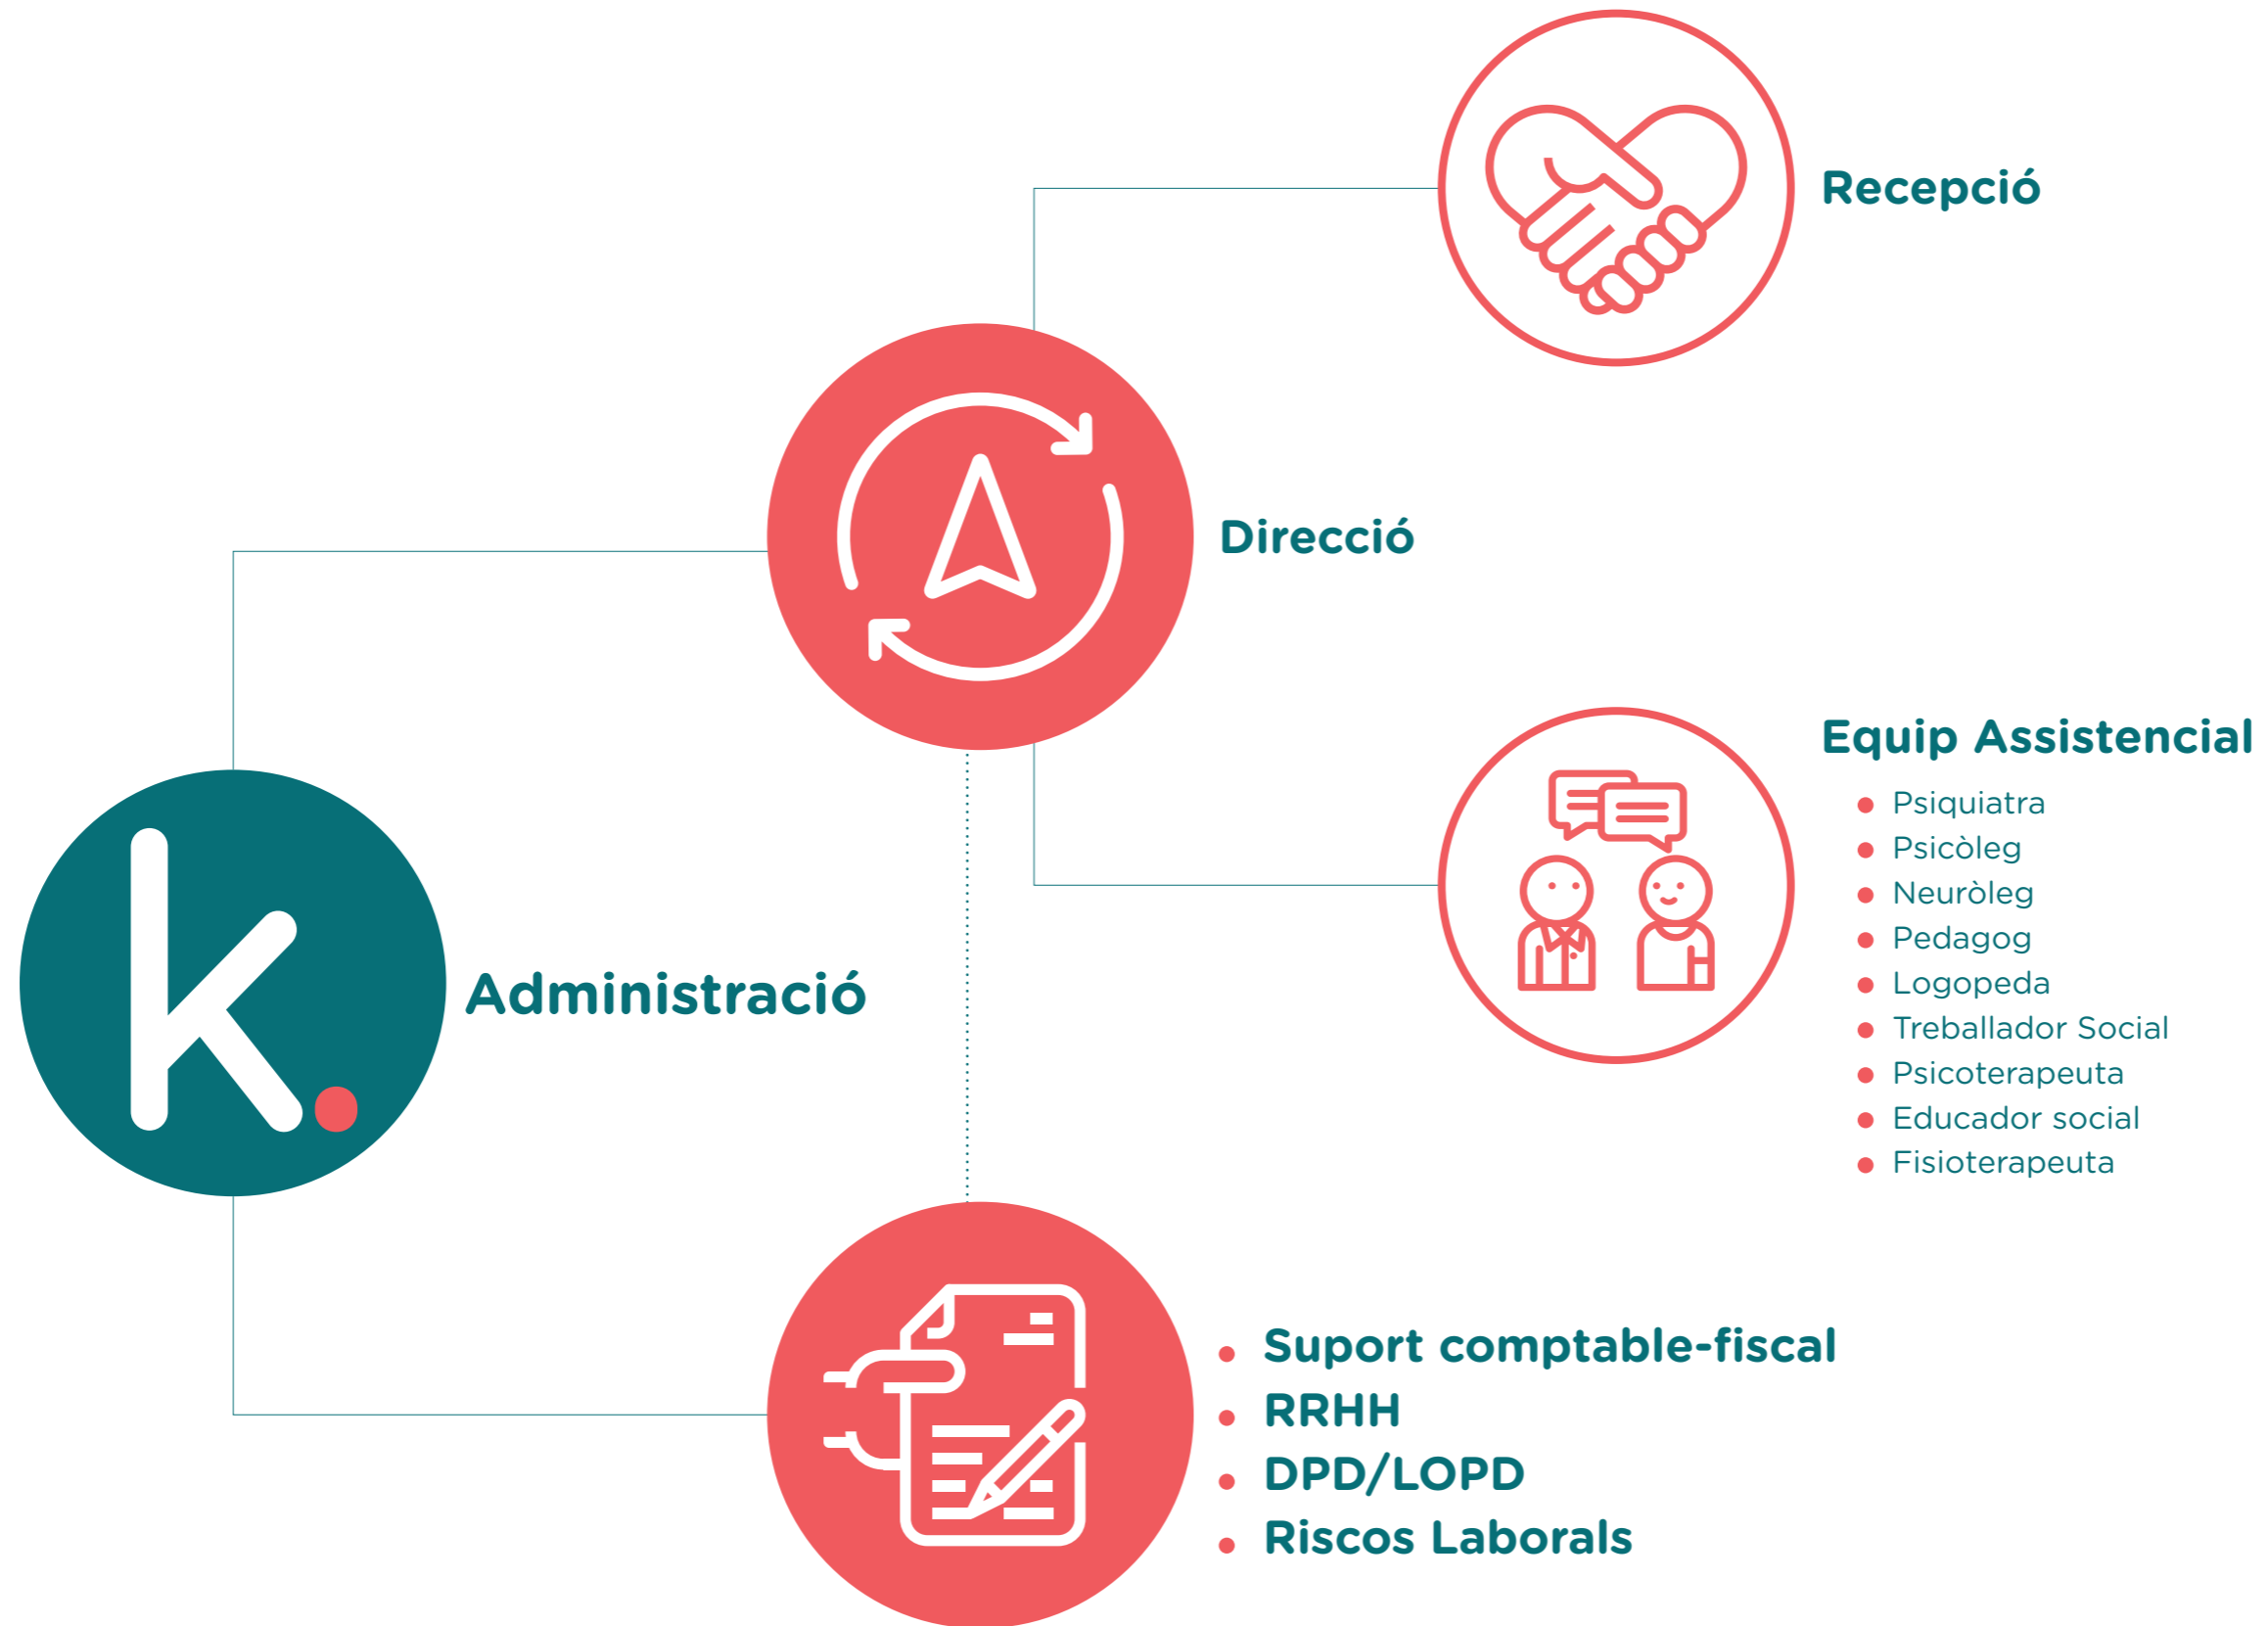 Recepció
Direcció
Equip Assistencial
Psiquiatra
Psicòleg
Neuròleg
Pedagog
Logopeda
Treballador Social
Psicoterapeuta
Educador social
Fisioterapeuta
k.
Administració
Suport comptable-fiscal
RRHH
DPD/LOPD
Riscos Laborals